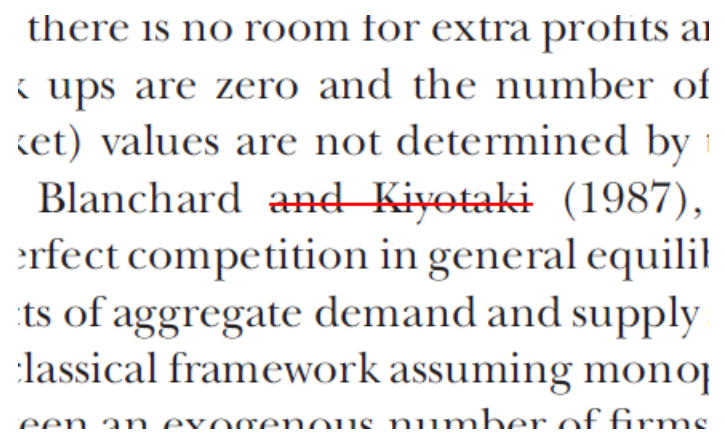 there is no room for extra profits
ups are zero and the number of
values are not determined by
Blanchard and Kiyotaki (1987),
competition in general
of aggregate demand and supply
framework assuming
an exogenous number of firms